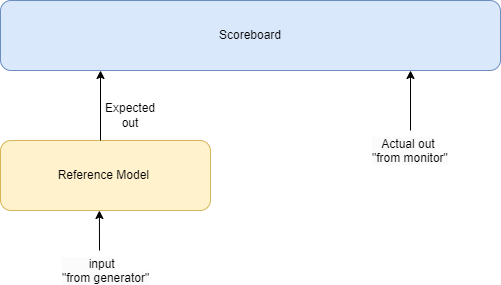 Scoreboard
Expected
out
Actual out
"from monitor"
Reference Model
input
"from generator"